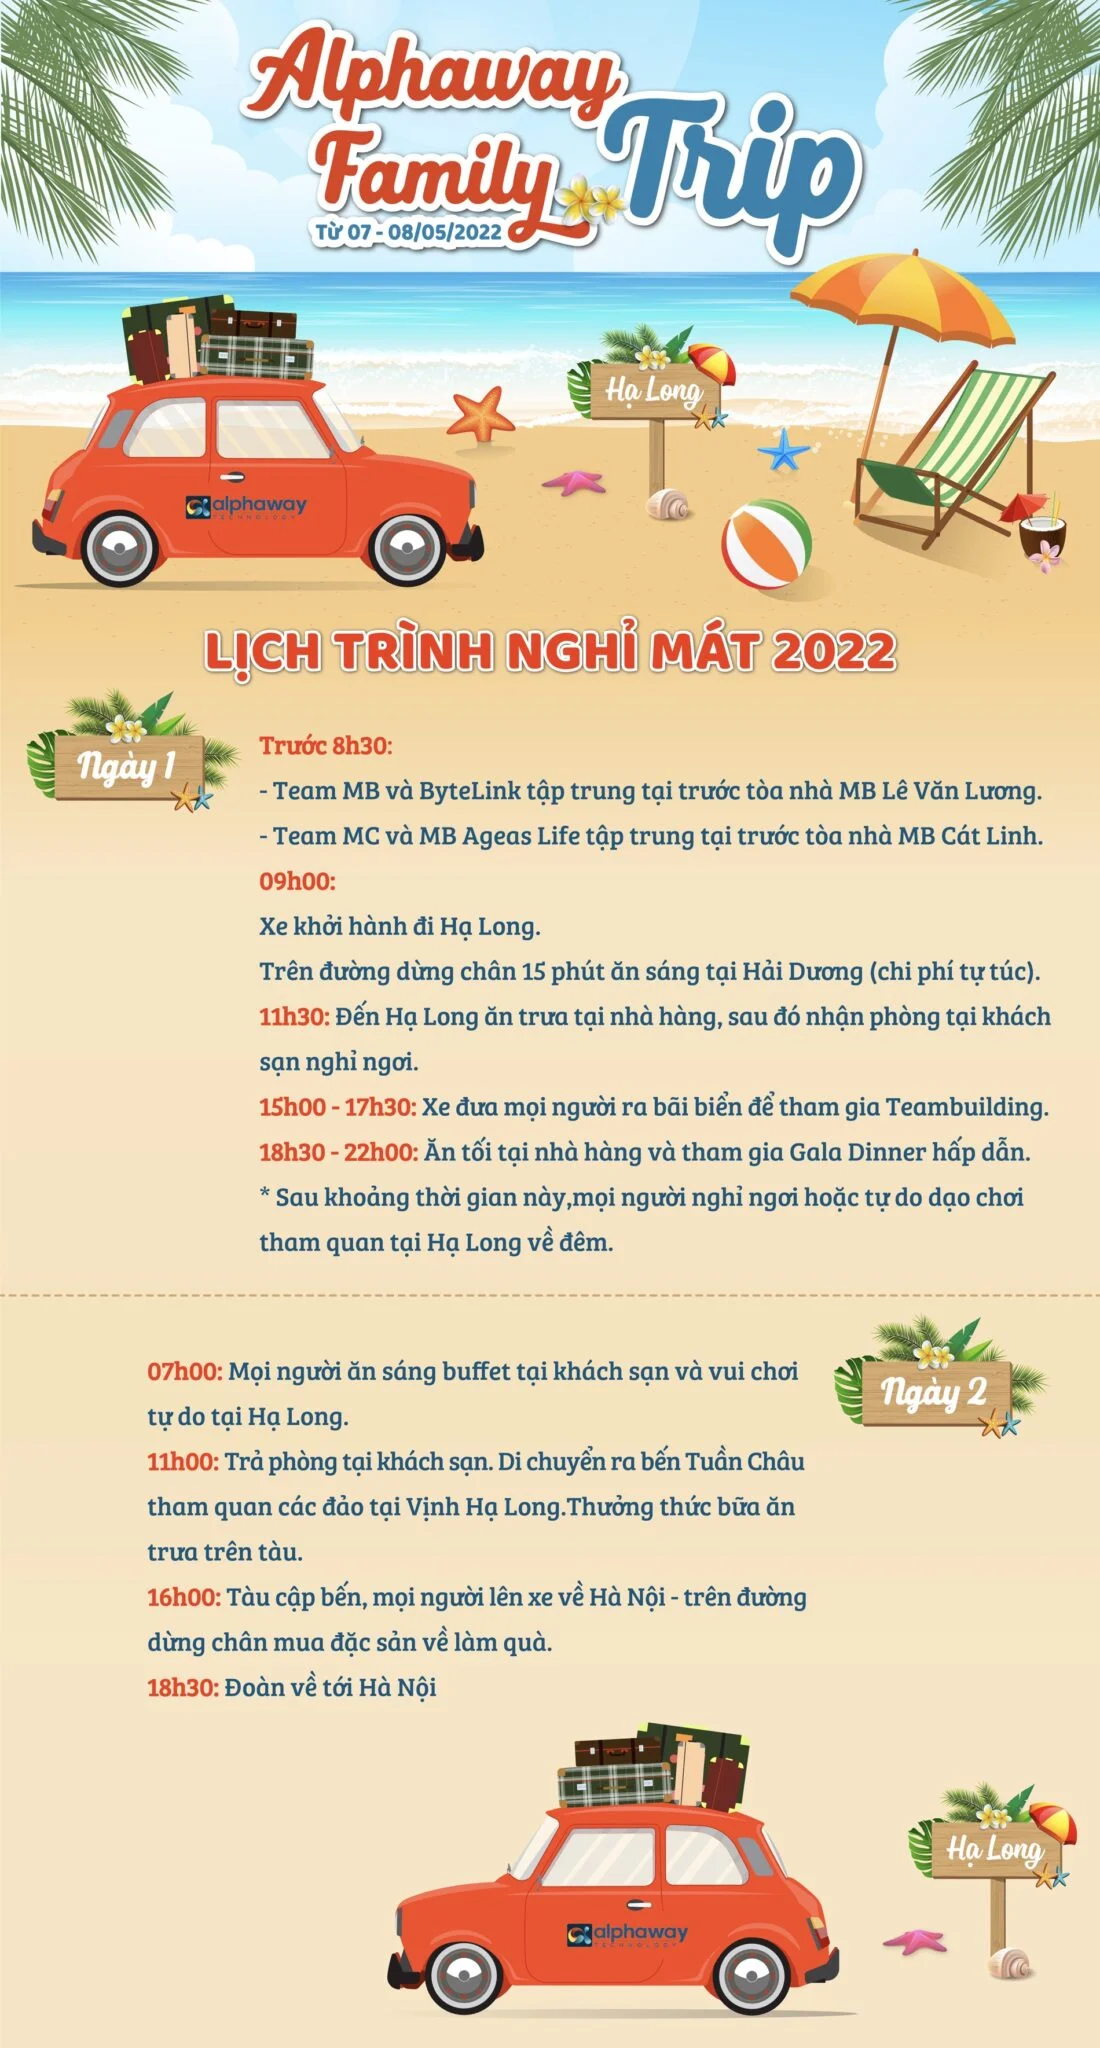 Alphaway
Family Trip
Từ 07 - 08/05/2022
Hạ Long
alphaway
TECHNOLOGY
LỊCH TRÌNH NGHỈ MÁT 2022
Ngày 1
Trước 8h30:
- Team MB và ByteLink tập trung tại trước tòa nhà MB Lê Văn Lương.
- Team MC và MB Ageas Life tập trung tại trước tòa nhà MB Cát Linh.
09h00:
Xe khởi hành đi Hạ Long.
Trên đường dừng chân 15 phút ăn sáng tại Hải Dương (chi phí tự túc).
11h30: Đến Hạ Long ăn trưa tại nhà hàng, sau đó nhận phòng tại khách
sạn nghỉ ngơi.
15h00 - 17h30: Xe đưa mọi người ra bãi biển để tham gia Teambuilding.
18h30 - 22h00: Ăn tối tại nhà hàng và tham gia Gala Dinner hấp dẫn.
* Sau khoảng thời gian này,mọi người nghỉ ngơi hoặc tự do dạo chơi
tham quan tại Hạ Long về đêm.
Ngày 2
07h00: Mọi người ăn sáng buffet tại khách sạn và vui chơi
tự do tại Hạ Long.
11h00: Trả phòng tại khách sạn. Di chuyển ra bến Tuần Châu
tham quan các đảo tại Vịnh Hạ Long.Thưởng thức bữa ăn
trưa trên tàu.
16h00: Tàu cập bến, mọi người lên xe về Hà Nội - trên đường
dừng chân mua đặc sản về làm quà.
18h30: Đoàn về tới Hà Nội
Hạ Long
alphaway
TECHNOLOGY